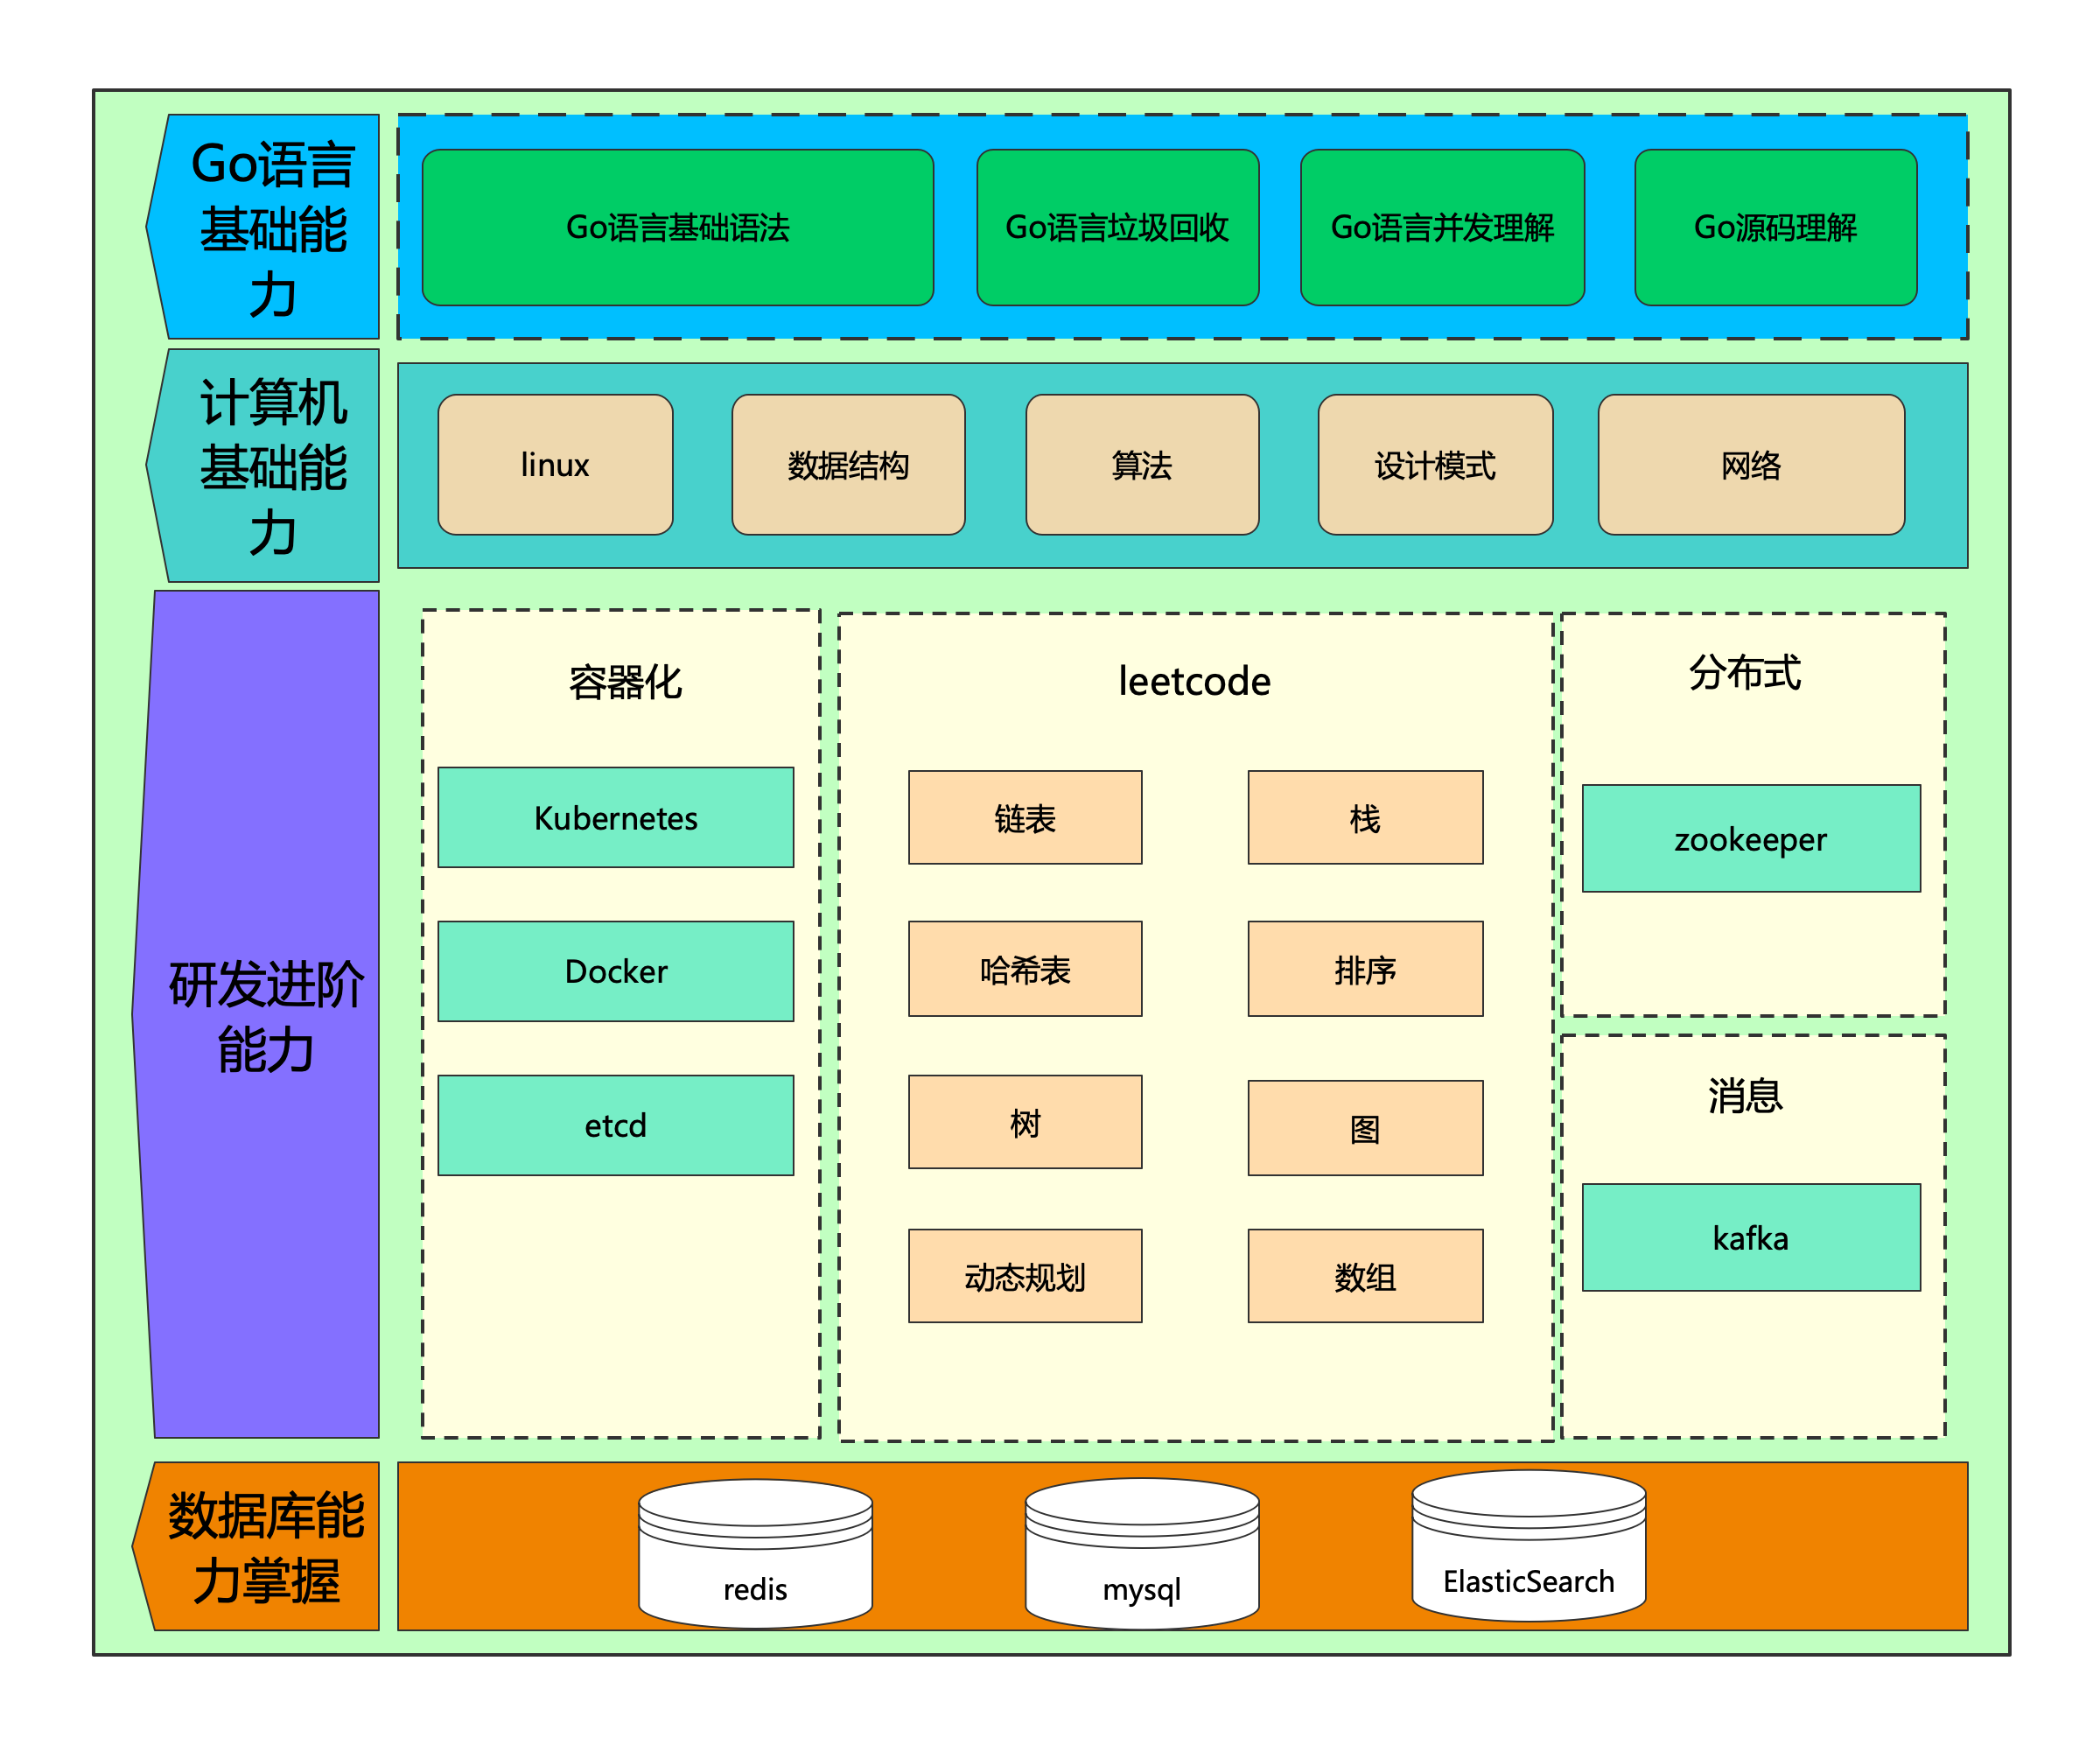 Go语言
基础能
力
Go语言基础语法
Go语言垃圾回收
Go语言并发理解
Go源码理解
计算机
基础能
力
linux
数据结构
算法
设计模式
网络
研发进阶
能力
容器化
Kubernetes
Docker
etcd
leetcode
链表
栈
哈希表
排序
树
图
动态规划
数组
分布式
zookeeper
消息
kafka
数据库能
力掌握
redis
mysql
ElasticSearch